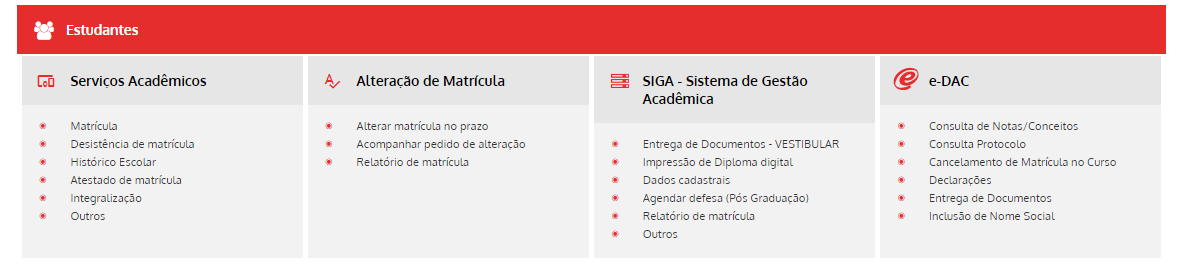 Estudantes
Serviços Acadêmicos
Matrícula
Desistência de matrícula
Histórico Escolar
Atestado de matrícula
Integralização
Outros
Alteração de Matrícula
Alterar matrícula no prazo
Acompanhar pedido de alteração
Relatório de matrícula
SIGA - Sistema de Gestão
Acadêmica
Entrega de Documentos - VESTIBULAR
Impressão de Diploma digital
Dados cadastrais
Agendar defesa (Pós Graduação)
Relatório de matrícula
Outros
e-DAC
Consulta de Notas/Conceitos
Consulta Protocolo
Cancelamento de Matrícula no Curso
Declarações
Entrega de Documentos
Inclusão de Nome Social